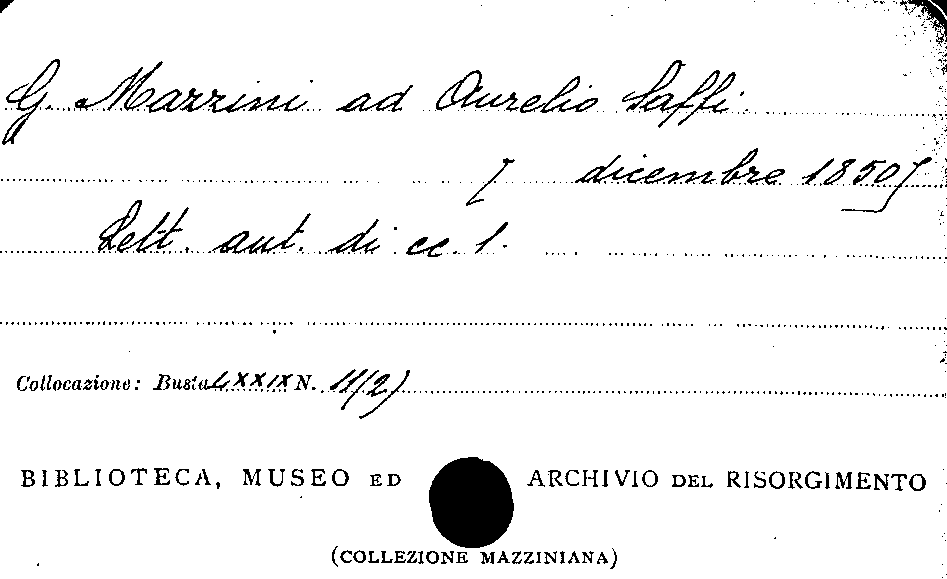 G. Mazzini ad Aurelio Saffi.
[ dicembre 1850]
Lett. aut. di cc. 1.
Collocazione: Busta LXXIX N. 11/2)
BIBLIOTECA, MUSEO ED ARCHIVIO DEL RISORGIMENTO
(COLLEZIONE MAZZINIANA)